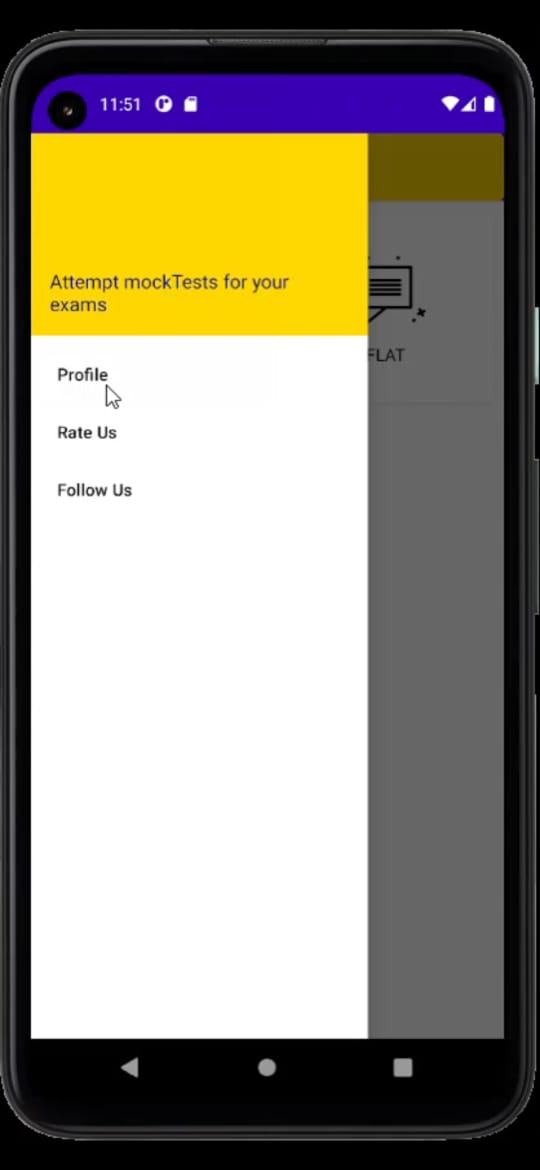 11:51
Attempt mockTests for your
exams
FLAT
Profile
Rate Us
Follow Us